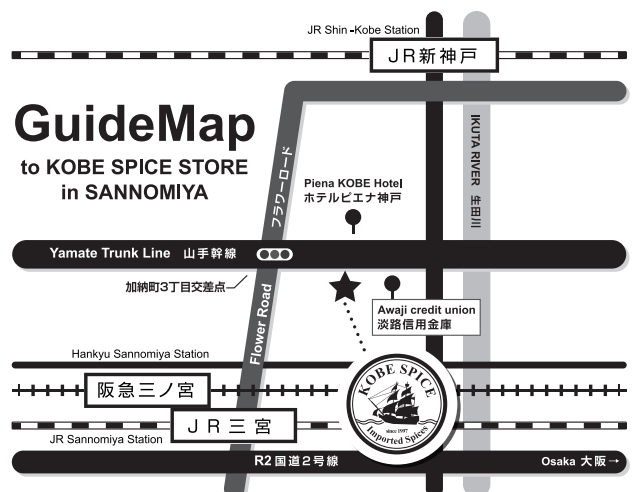 JR Shin -Kobe Station
JR新神戸
GuideMap
to KOBE SPICE STORE
in SANNOMIYA
フラワーロード
IKUTA RIVER 生田川
Piena KOBE Hotel
ホテルピエナ神戸
Yamate Trunk Line 山手幹線
加納町3丁目交差点
Flower Road
Awaji credit union
淡路信用金庫
Hankyu Sannomiya Station
阪急三ノ宮
JR三宮
JR Sannomiya Station
KOBE SPICE
since 1997
Imported Spices
R2国道2号線
Osaka 大阪→